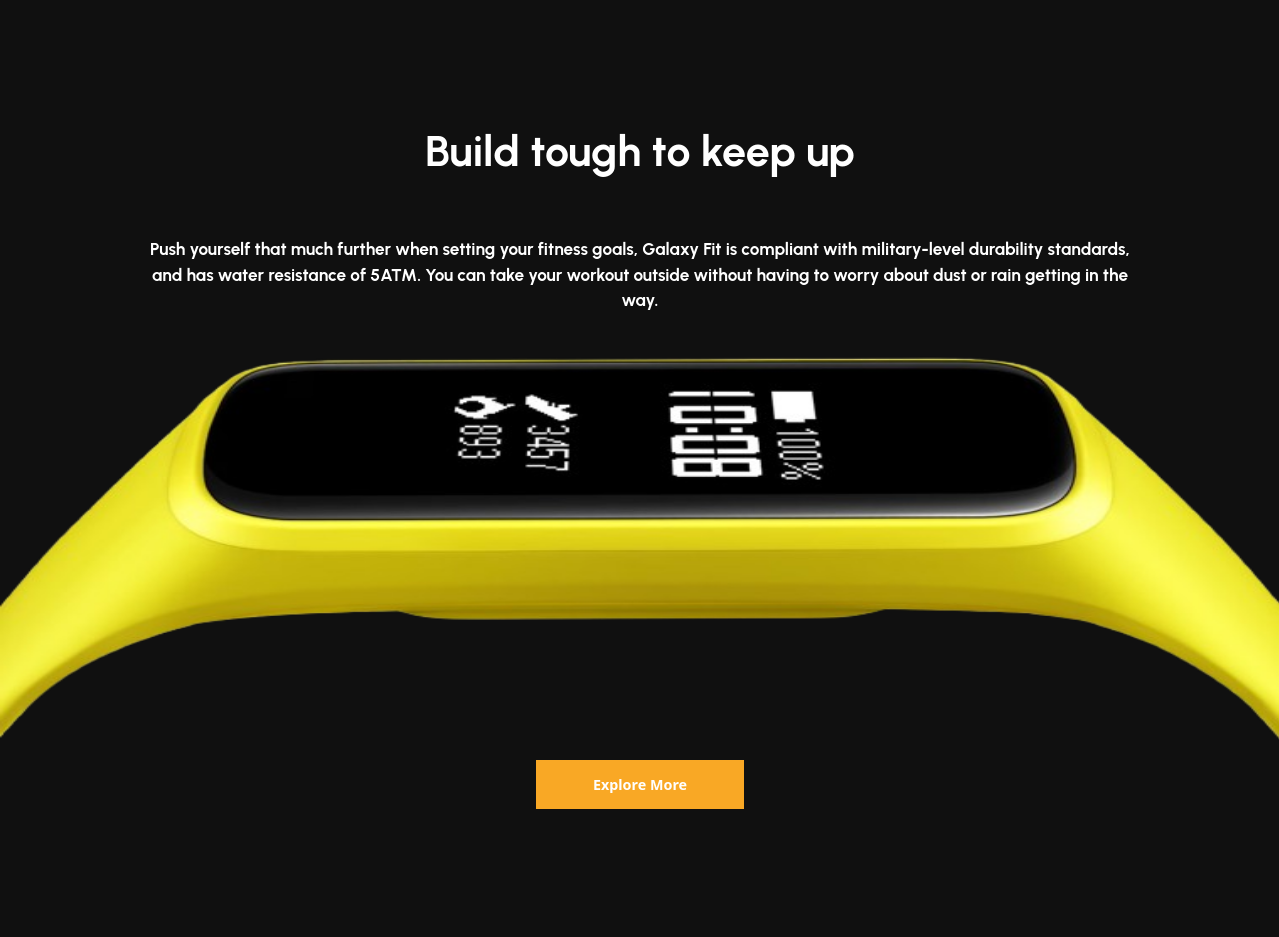 Build tough to keep up
Push yourself that much further when setting your fitness goals, Galaxy Fit is compliant with military-level durability standards,
and has water resistance of 5ATM. You can take your workout outside without having to worry about dust or rain getting in the
way.
100%
10:08
3457
893
Explore More